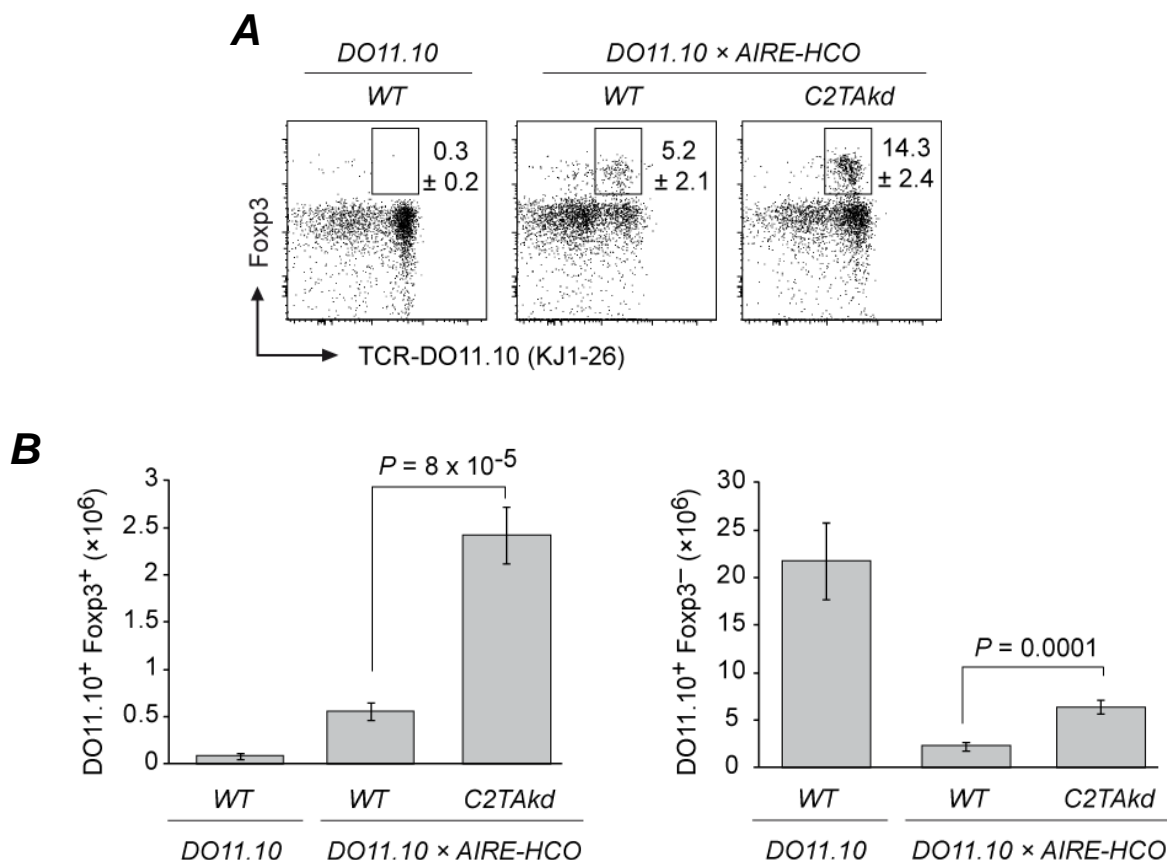 A
DO11.10
DO11.10 × AIRE-HCO
WT
WT
C2TAkd
0.3
± 0.2
5.2
± 2.1
14.3
± 2.4
Foxp3
TCR-DO11.10 (KJ1-26)
B
DO11.10⁺ Foxp3⁺ (×10⁶)
3
2.5
2
1.5
1
0.5
0
P = 8 x 10⁻⁵
WT
WT
C2TAkd
DO11.10
DO11.10 × AIRE-HCO
DO11.10⁺ Foxp3⁻ (×10⁶)
30
25
20
15
10
5
0
P = 0.0001
WT
WT
C2TAkd
DO11.10
DO11.10 × AIRE-HCO